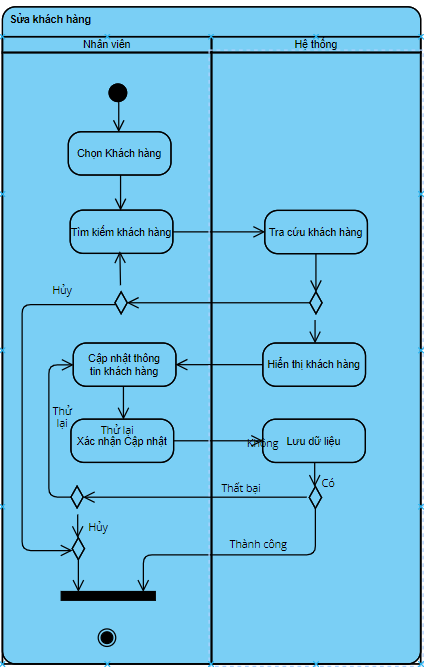 Sửa khách hàng
Nhân viên
Hệ thống
Chọn Khách hàng
Tìm kiếm khách hàng
Tra cứu khách hàng
Hủy
Cập nhật thông
tin khách hàng
Hiển thị khách hàng
Thử
lại
Thử lại
Xác nhận Cập nhật
Không
Lưu dữ liệu
Có
Thất bại
Hủy
Thành công